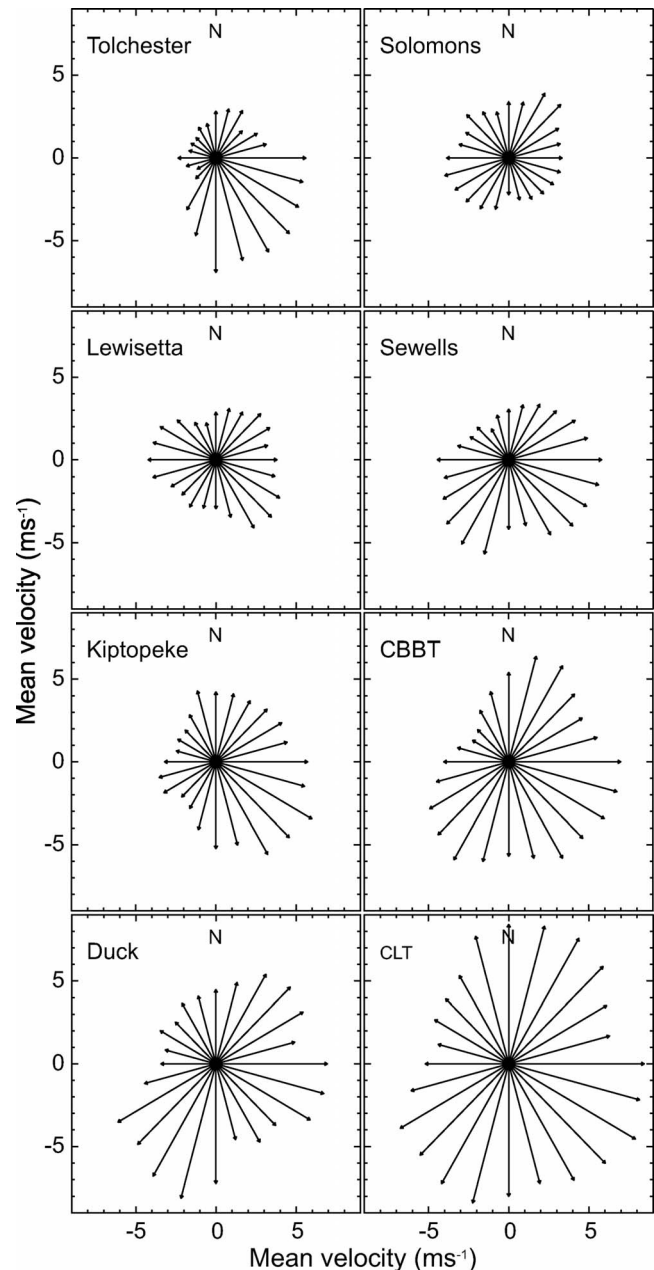 N
Tolchester
5
0
-5
N
Solomons
N
Lewisetta
5
0
-5
N
Sewells
N
Kiptopeke
5
0
-5
N
CBBT
N
Duck
5
0
-5
N
CLT
-5 0 5
-5 0 5
Mean velocity (ms⁻¹)
Mean velocity (ms⁻¹)